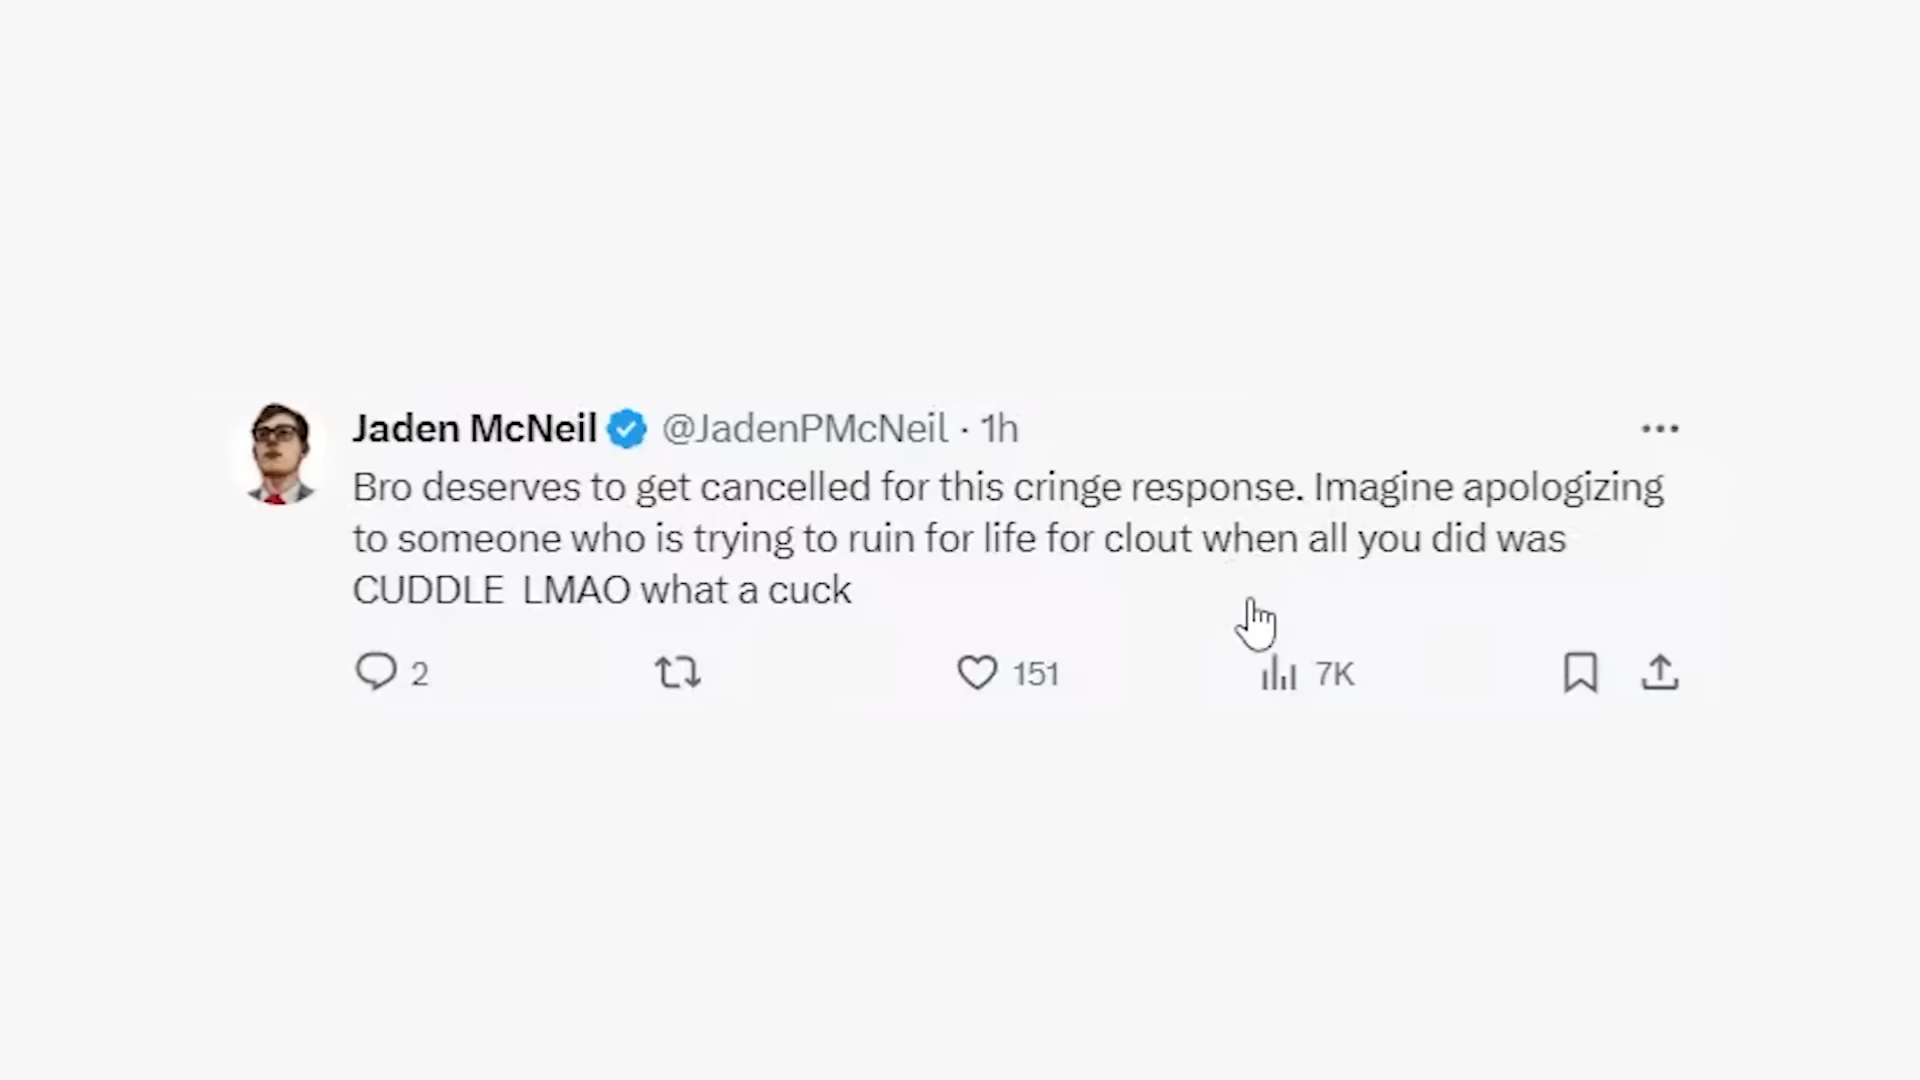 Jaden McNeil @JadenPMcNeil · 1h
Bro deserves to get cancelled for this cringe response. Imagine apologizing
to someone who is trying to ruin for life for clout when all you did was
CUDDLE LMAO what a cuck
2 151 7K